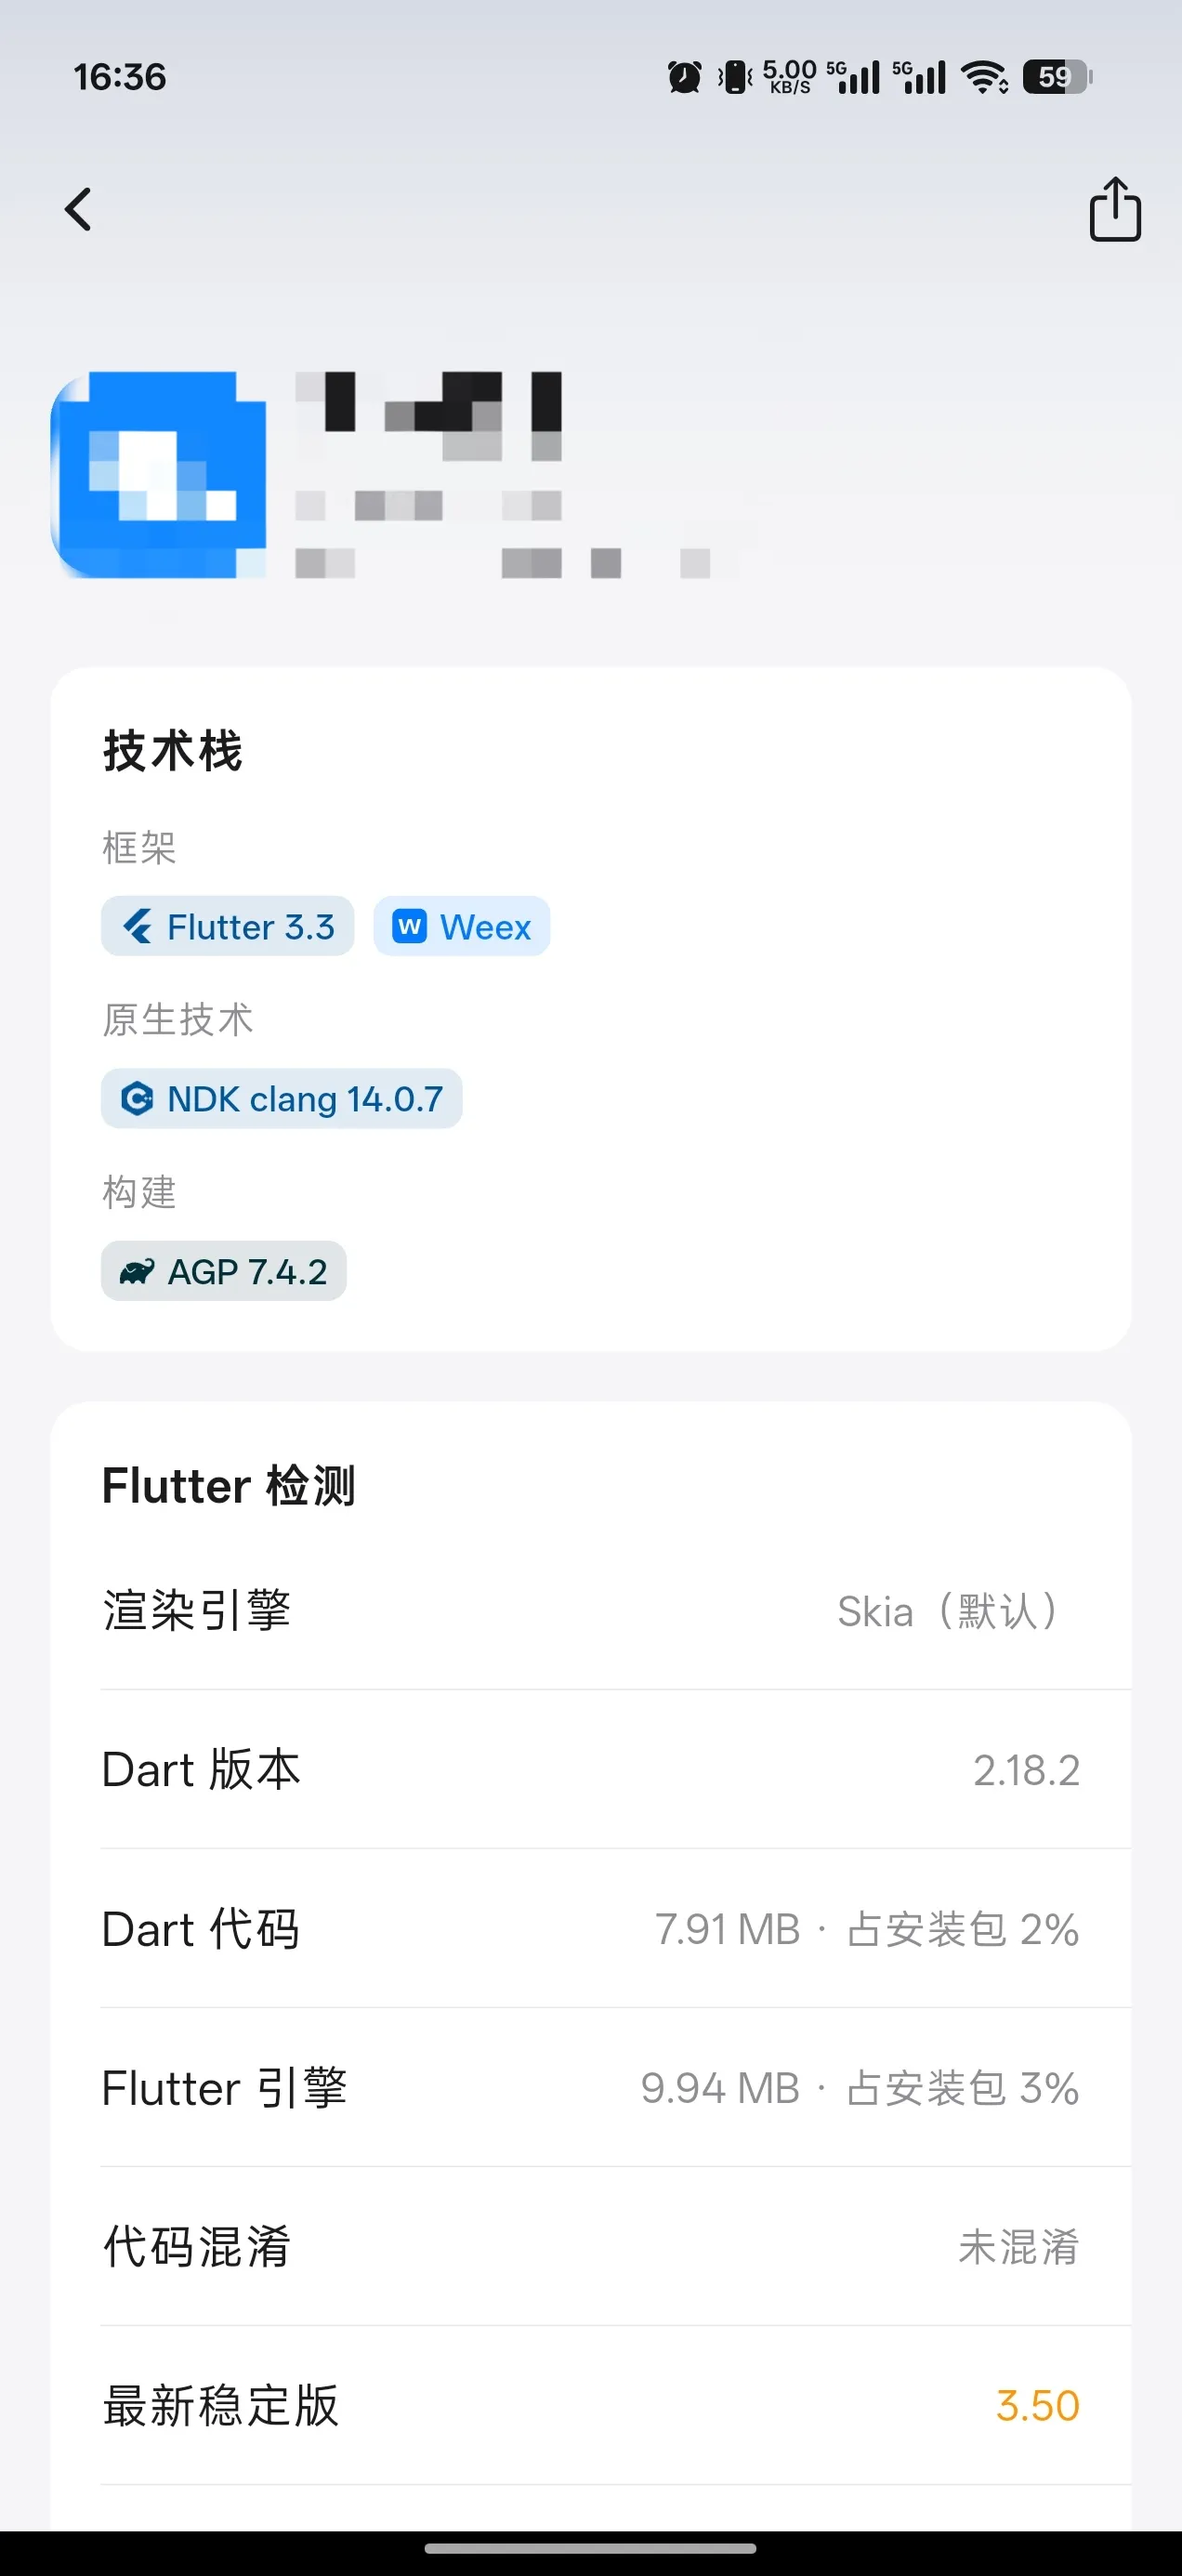 16:36
5.00 KB/S 5G 5G 59
技术栈
框架
Flutter 3.3 W Weex
原生技术
NDK clang 14.0.7
构建
AGP 7.4.2
Flutter 检测
渲染引擎 Skia（默认）
Dart 版本 2.18.2
Dart 代码 7.91 MB · 占安装包 2%
Flutter 引擎 9.94 MB · 占安装包 3%
代码混淆 未混淆
最新稳定版 3.50